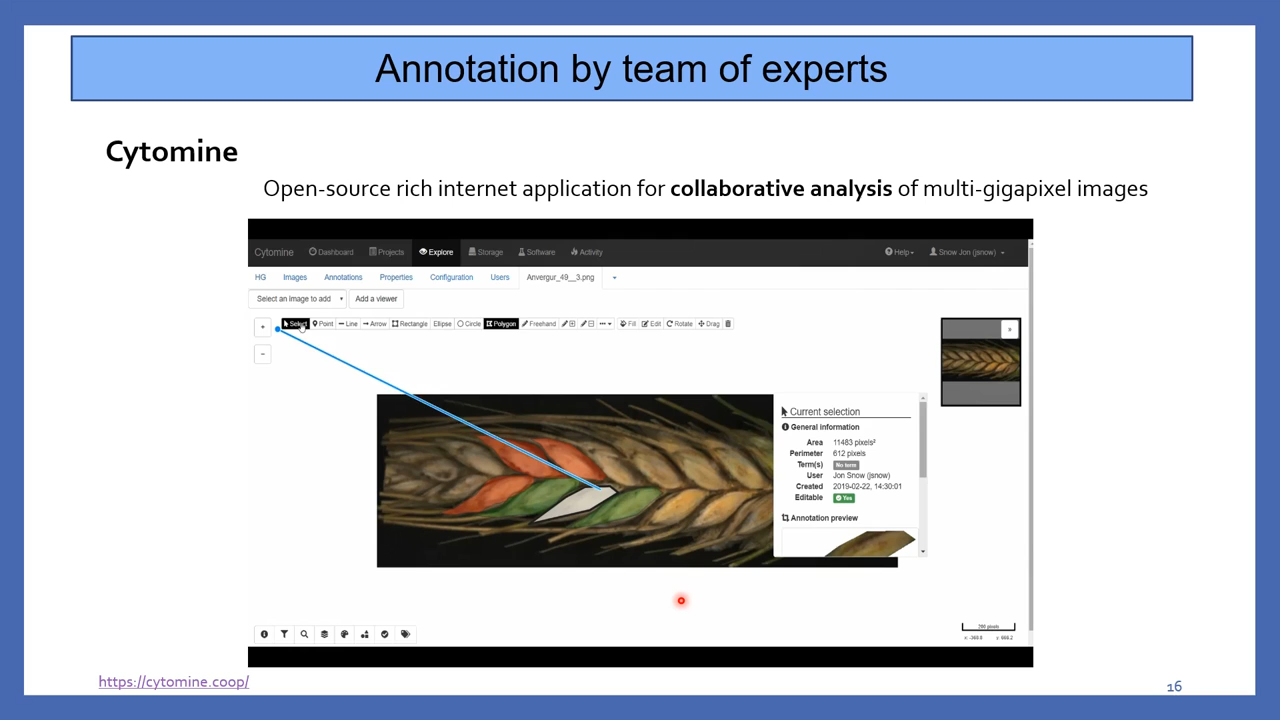 Annotation by team of experts
Cytomine
Open-source rich internet application for collaborative analysis of multi-gigapixel images
Cytomine Dashboard Projects Explore Storage Software Activity Help Snow Jon (jsnow)
HG Images Annotations Properties Configuration Users Anvergur_49__3.png
Select an image to add Add a viewer
+ Select Point Line Arrow Rectangle Ellipse Circle Polygon Freehand Fill Edit Rotate Drag
−
Current selection
General information
Area 11483 pixels²
Perimeter 612 pixels
Term(s) No term
User Jon Snow (jsnow)
Created 2019-02-22, 14:30:01
Editable Yes
Annotation preview
https://cytomine.coop/
16